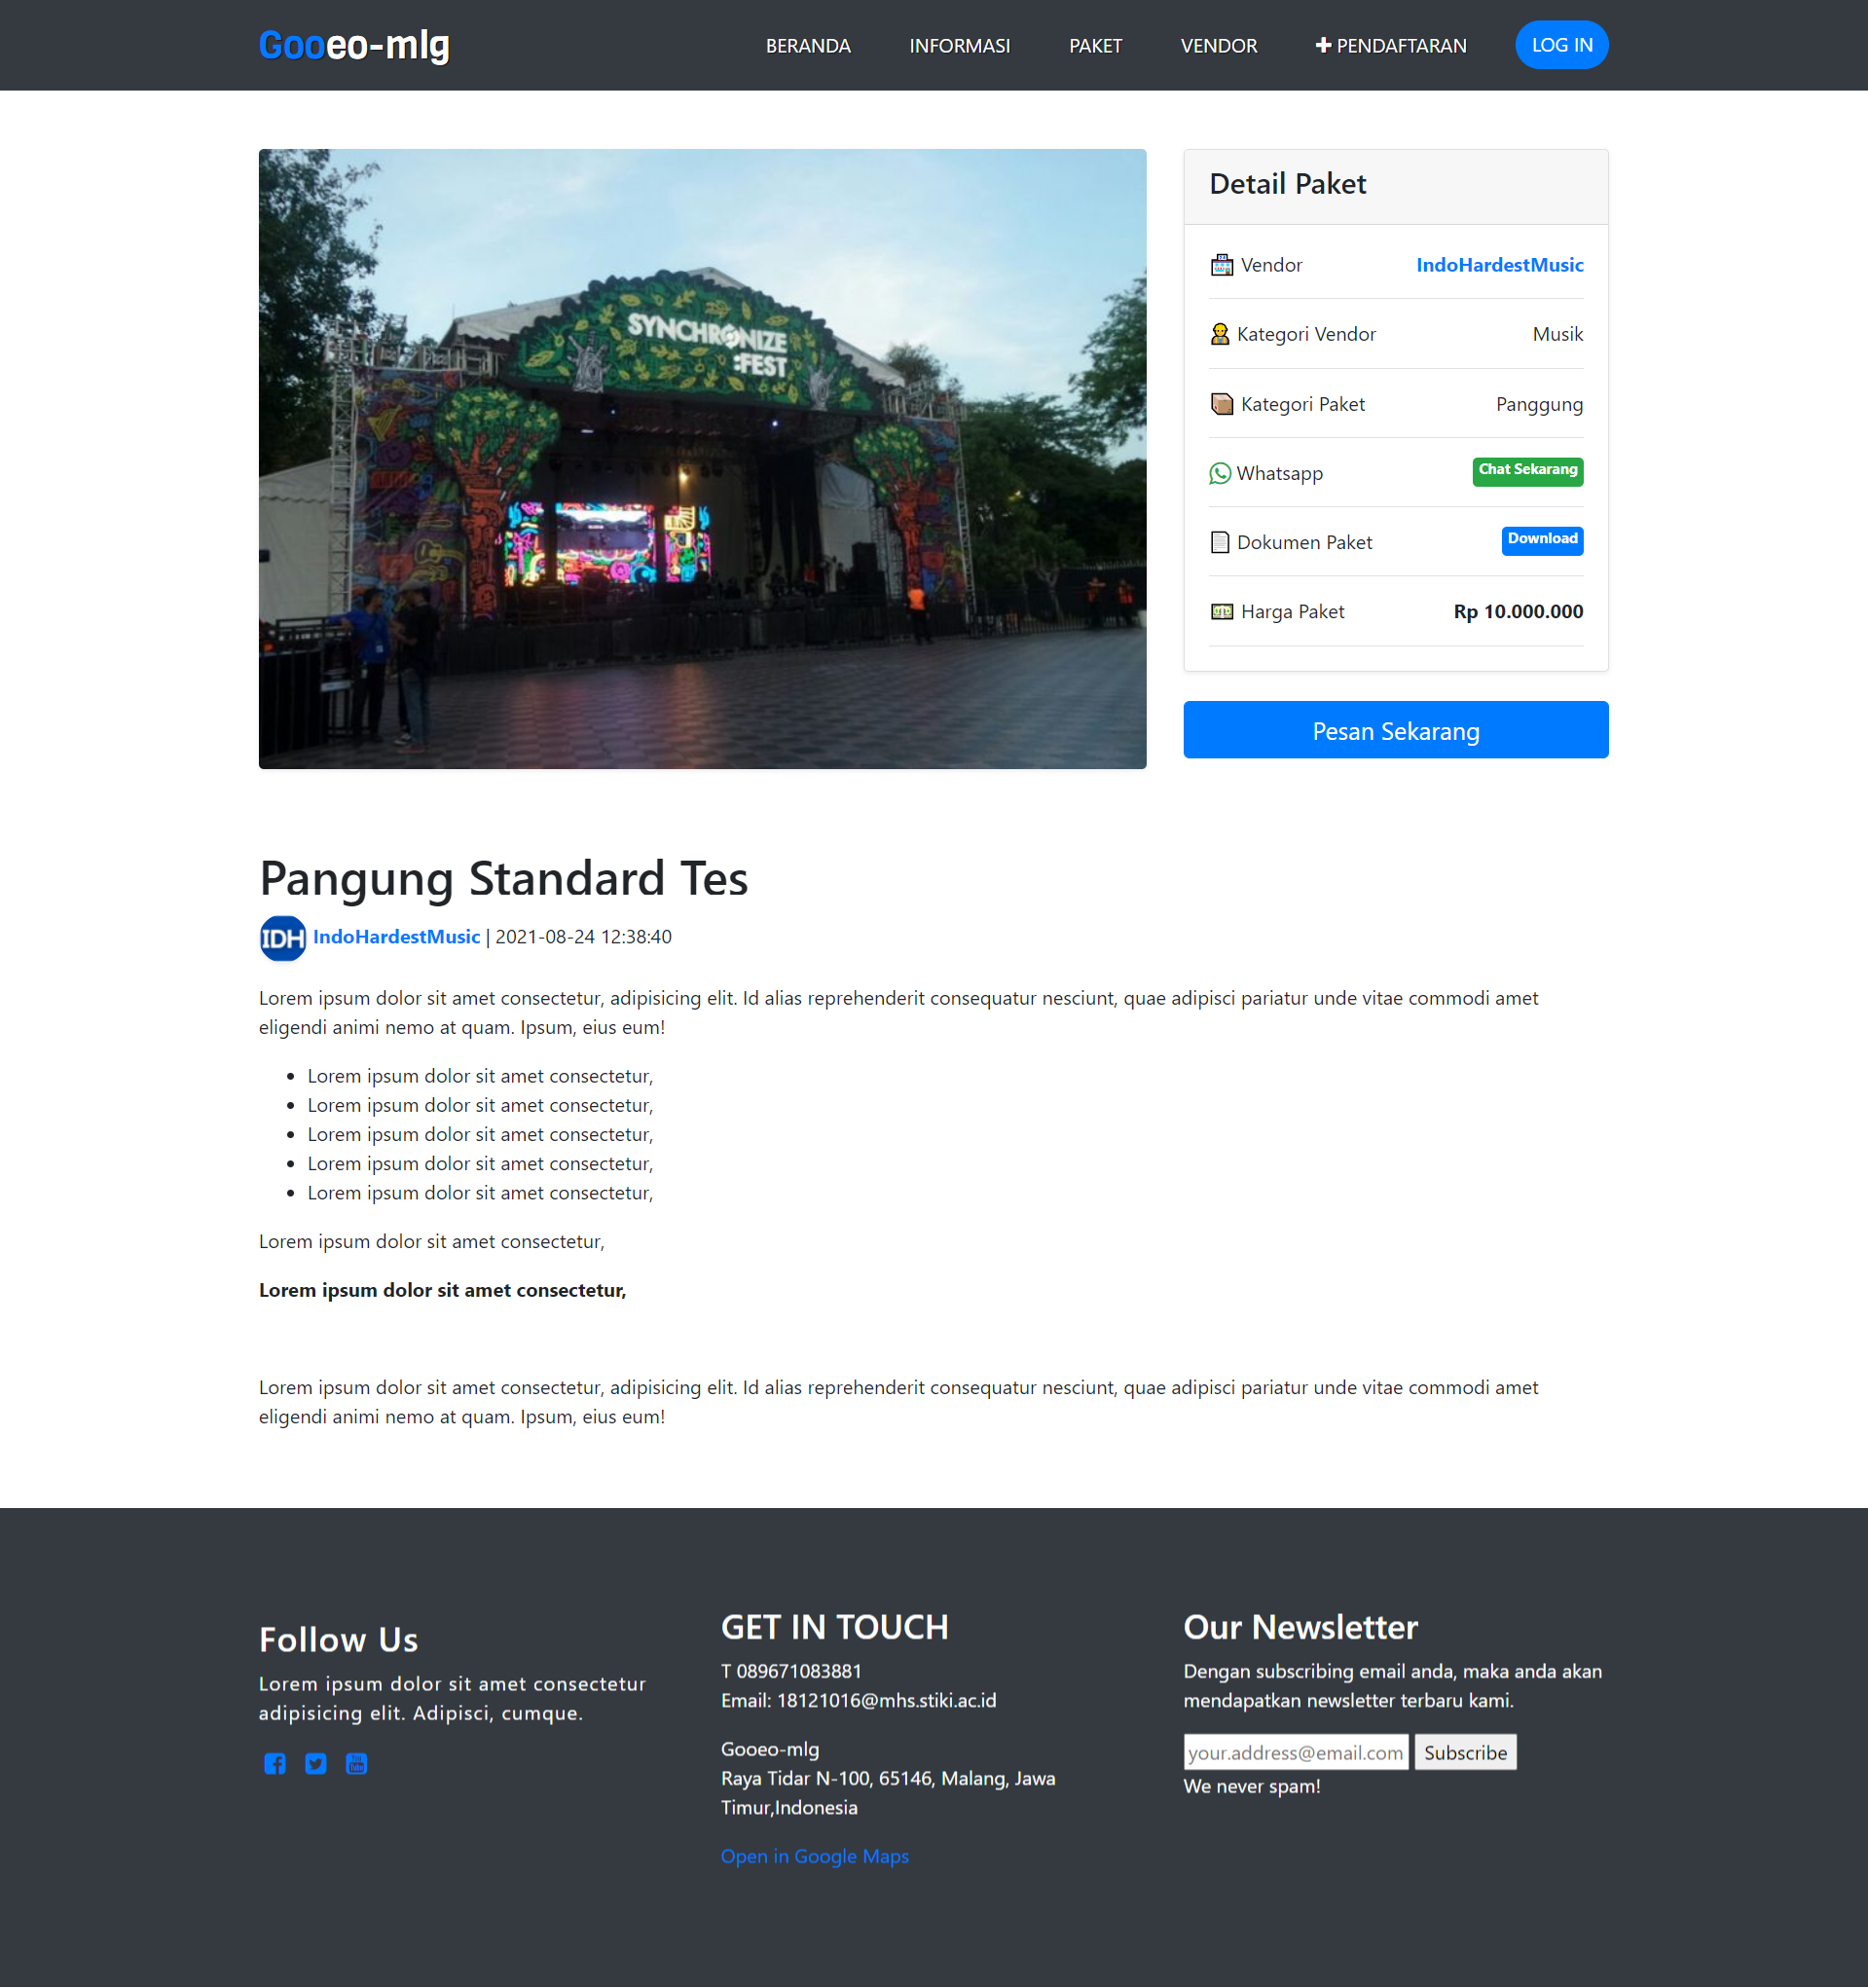 Gooeo-mlg
BERANDA
INFORMASI
PAKET
VENDOR
PENDAFTARAN
LOG IN
SYNCHRONIZE
:FEST
Detail Paket
Vendor
IndoHardestMusic
Kategori Vendor
Musik
Kategori Paket
Panggung
Whatsapp
Chat Sekarang
Dokumen Paket
Download
Harga Paket
Rp 10.000.000
Pesan Sekarang
Pangung Standard Tes
IDH IndoHardestMusic | 2021-08-24 12:38:40
Lorem ipsum dolor sit amet consectetur, adipisicing elit. Id alias reprehenderit consequatur nesciunt, quae adipisci pariatur unde vitae commodi amet
eligendi animi nemo at quam. Ipsum, eius eum!
• Lorem ipsum dolor sit amet consectetur,
• Lorem ipsum dolor sit amet consectetur,
• Lorem ipsum dolor sit amet consectetur,
• Lorem ipsum dolor sit amet consectetur,
• Lorem ipsum dolor sit amet consectetur,
Lorem ipsum dolor sit amet consectetur,
Lorem ipsum dolor sit amet consectetur,
Lorem ipsum dolor sit amet consectetur, adipisicing elit. Id alias reprehenderit consequatur nesciunt, quae adipisci pariatur unde vitae commodi amet
eligendi animi nemo at quam. Ipsum, eius eum!
Follow Us
Lorem ipsum dolor sit amet consectetur
adipisicing elit. Adipisci, cumque.
GET IN TOUCH
T 089671083881
Email: 18121016@mhs.stiki.ac.id
Gooeo-mlg
Raya Tidar N-100, 65146, Malang, Jawa
Timur,Indonesia
Open in Google Maps
Our Newsletter
Dengan subscribing email anda, maka anda akan
mendapatkan newsletter terbaru kami.
your.address@email.com
Subscribe
We never spam!